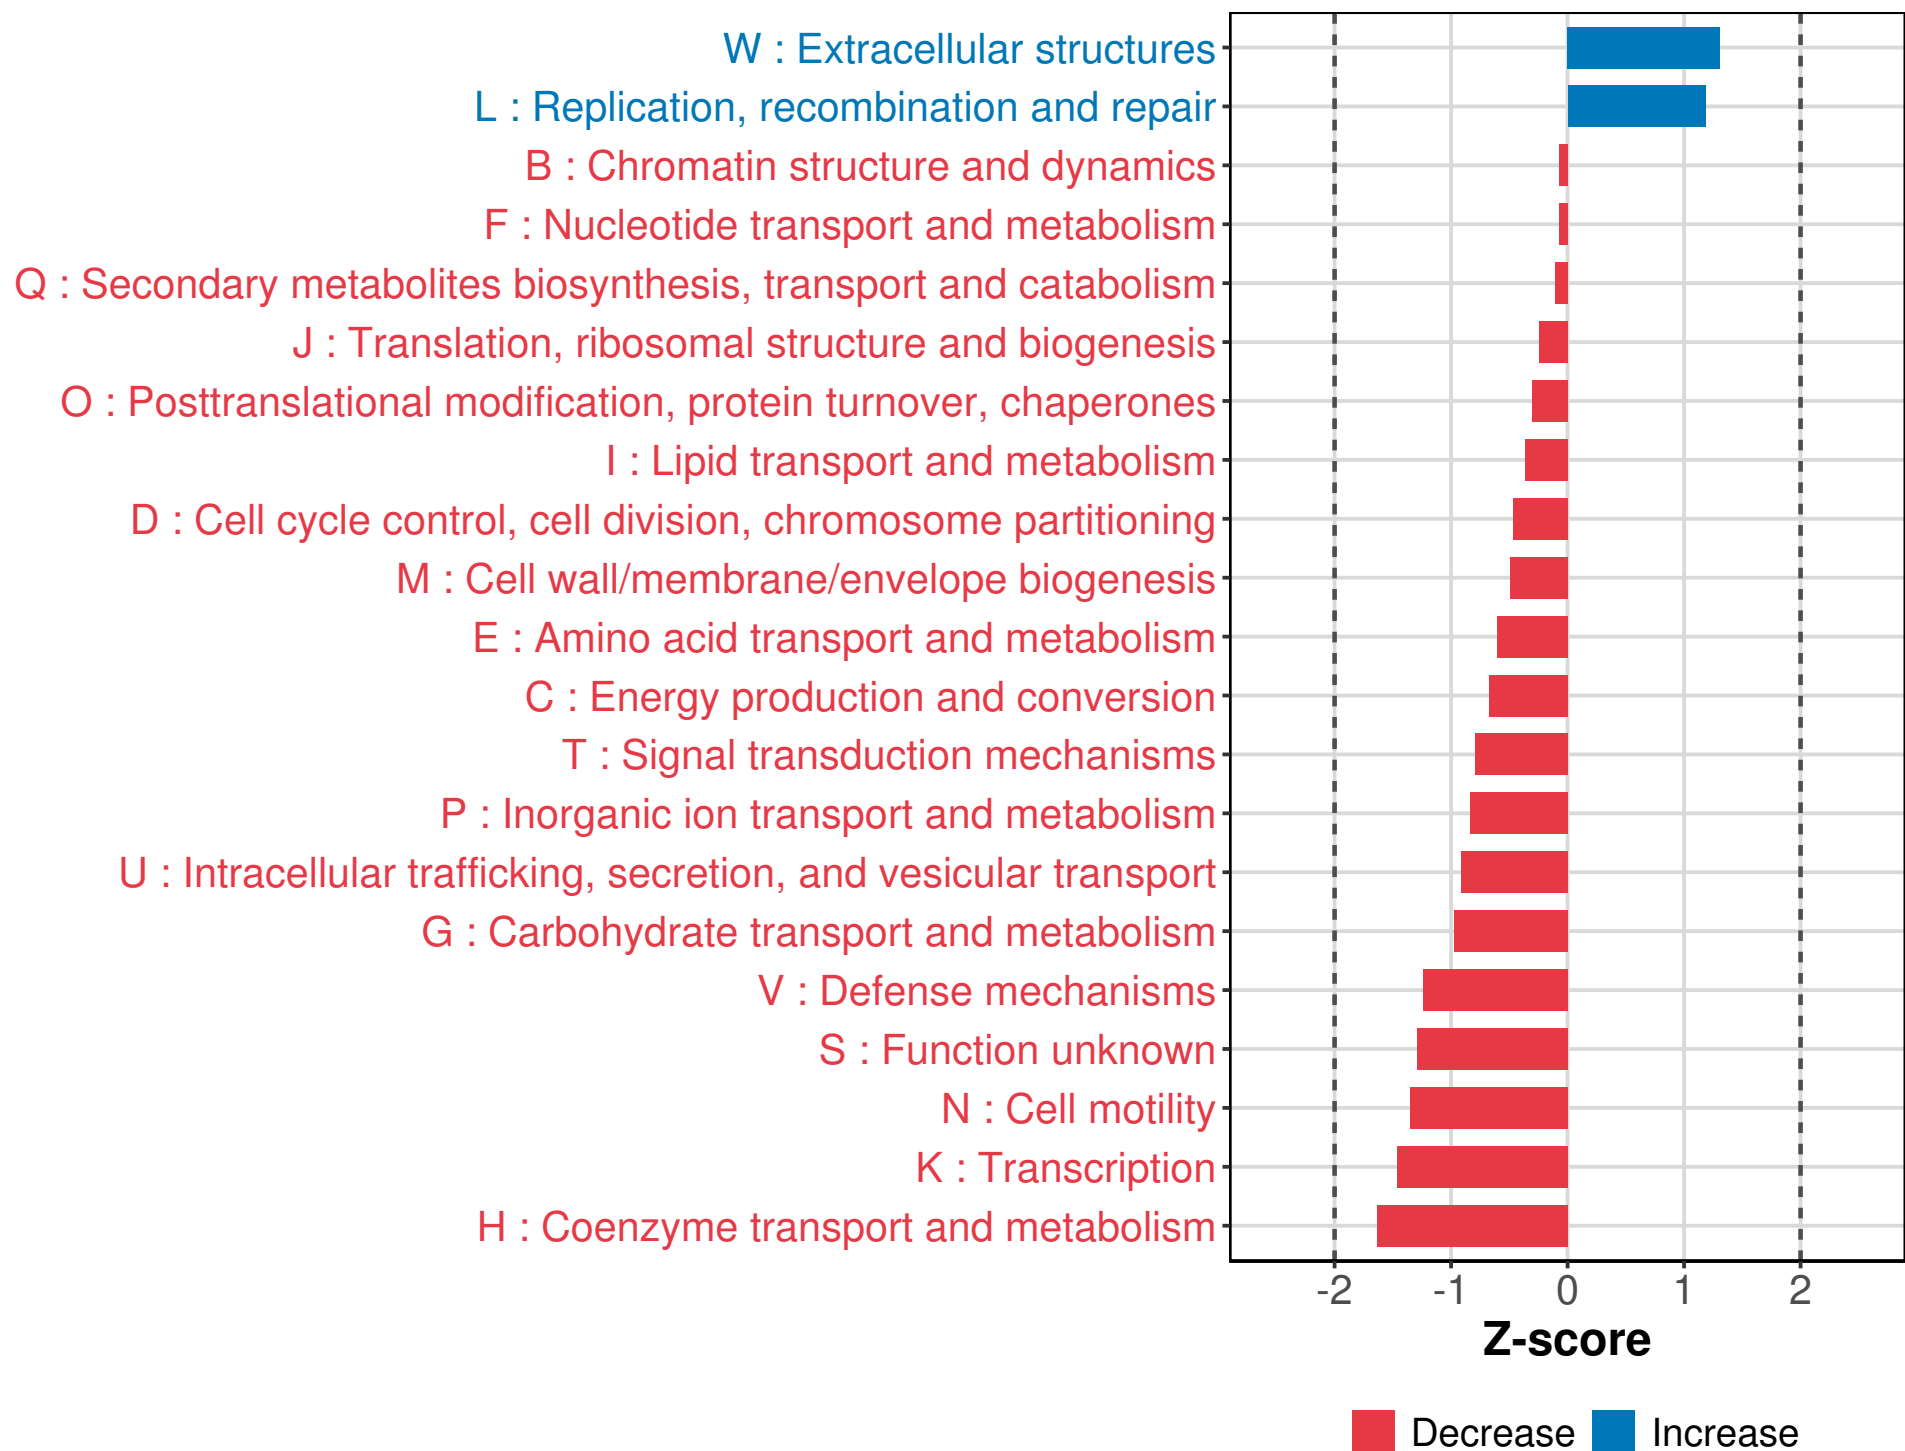 W : Extracellular structures
L : Replication, recombination and repair
B : Chromatin structure and dynamics
F : Nucleotide transport and metabolism
Q : Secondary metabolites biosynthesis, transport and catabolism
J : Translation, ribosomal structure and biogenesis
O : Posttranslational modification, protein turnover, chaperones
I : Lipid transport and metabolism
D : Cell cycle control, cell division, chromosome partitioning
M : Cell wall/membrane/envelope biogenesis
E : Amino acid transport and metabolism
C : Energy production and conversion
T : Signal transduction mechanisms
P : Inorganic ion transport and metabolism
U : Intracellular trafficking, secretion, and vesicular transport
G : Carbohydrate transport and metabolism
V : Defense mechanisms
S : Function unknown
N : Cell motility
K : Transcription
H : Coenzyme transport and metabolism
-2 -1 0 1 2
Z-score
Decrease Increase